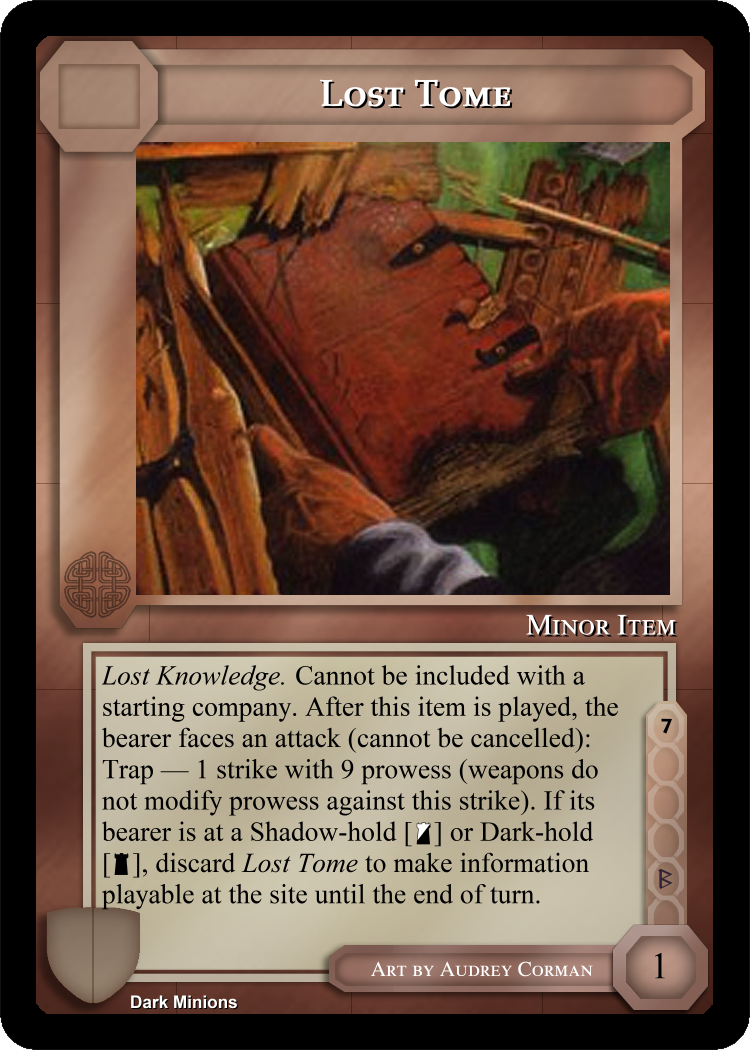 Lost Tome
Minor Item
Lost Knowledge. Cannot be included with a
starting company. After this item is played, the
bearer faces an attack (cannot be cancelled):
Trap — 1 strike with 9 prowess (weapons do
not modify prowess against this strike). If its
bearer is at a Shadow-hold [ ] or Dark-hold
[ ], discard Lost Tome to make information
playable at the site until the end of turn.
7
ᛒ
Art by Audrey Corman
1
Dark Minions